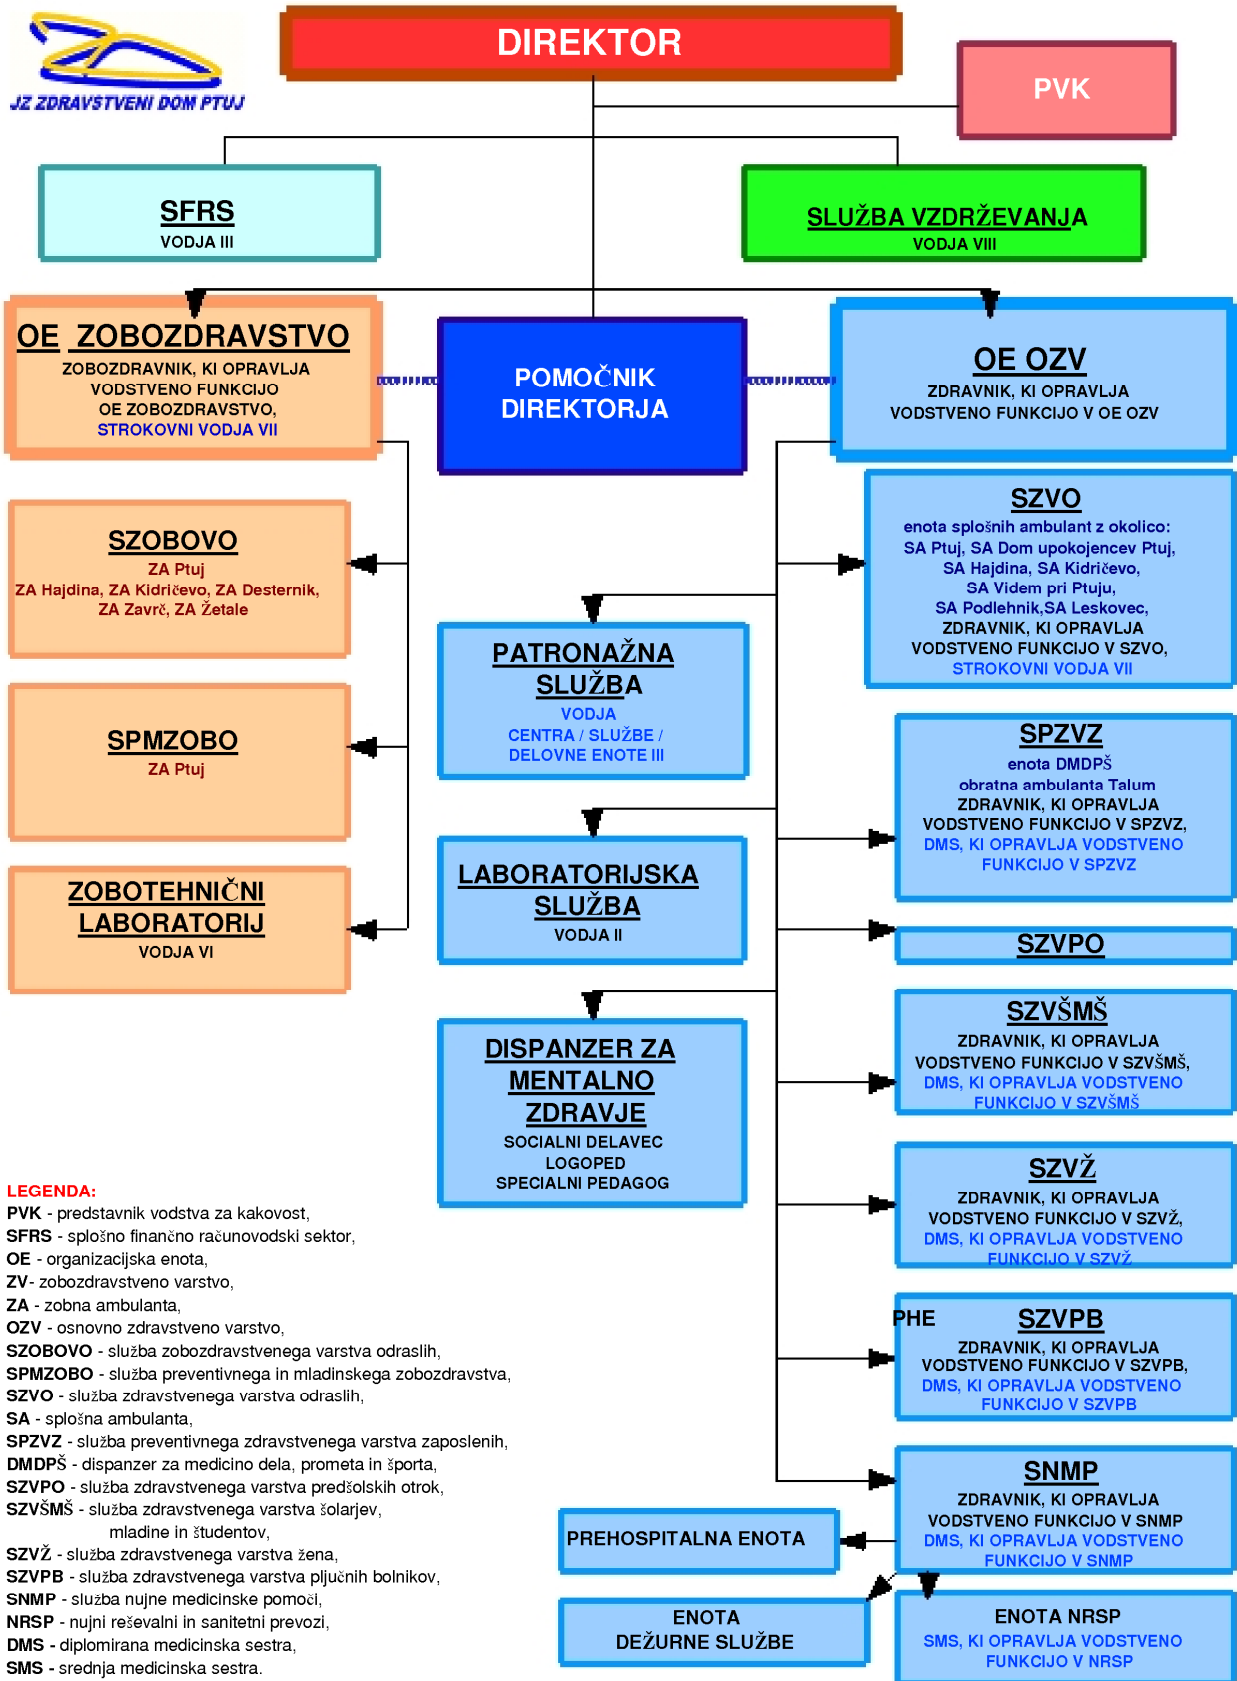 JZ ZDRAVSTVENI DOM PTUJ
DIREKTOR
PVK
SFRS
VODJA III
SLUŽBA VZDRŽEVANJA
VODJA VIII
OE ZOBOZDRAVSTVO
ZOBOZDRAVNIK, KI OPRAVLJA
VODSTVENO FUNKCIJO
OE ZOBOZDRAVSTVO,
STROKOVNI VODJA VII
POMOČNIK
DIREKTORJA
OE OZV
ZDRAVNIK, KI OPRAVLJA
VODSTVENO FUNKCIJO V OE OZV
SZOBOVO
ZA Ptuj
ZA Hajdina, ZA Kidričevo, ZA Desternik,
ZA Zavrč, ZA Žetale
SPMZOBO
ZA Ptuj
ZOBOTEHNIČNI
LABORATORIJ
VODJA VI
PATRONAŽNA
SLUŽBA
VODJA
CENTRA / SLUŽBE /
DELOVNE ENOTE III
LABORATORIJSKA
SLUŽBA
VODJA II
DISPANZER ZA
MENTALNO
ZDRAVJE
SOCIALNI DELAVEC
LOGOPED
SPECIALNI PEDAGOG
SZVO
enota splošnih ambulant z okolico:
SA Ptuj, SA Dom upokojencev Ptuj,
SA Hajdina, SA Kidričevo,
SA Videm pri Ptuju,
SA Podlehnik,SA Leskovec,
ZDRAVNIK, KI OPRAVLJA
VODSTVENO FUNKCIJO V SZVO,
STROKOVNI VODJA VII
SPZVZ
enota DMDPŠ
obratna ambulanta Talum
ZDRAVNIK, KI OPRAVLJA
VODSTVENO FUNKCIJO V SPZVZ,
DMS, KI OPRAVLJA VODSTVENO
FUNKCIJO V SPZVZ
SZVPO
SZVŠMŠ
ZDRAVNIK, KI OPRAVLJA
VODSTVENO FUNKCIJO V SZVŠMŠ,
DMS, KI OPRAVLJA VODSTVENO
FUNKCIJO V SZVŠMŠ
SZVŽ
ZDRAVNIK, KI OPRAVLJA
VODSTVENO FUNKCIJO V SZVŽ,
DMS, KI OPRAVLJA VODSTVENO
FUNKCIJO V SZVŽ
PHE
SZVPB
ZDRAVNIK, KI OPRAVLJA
VODSTVENO FUNKCIJO V SZVPB,
DMS, KI OPRAVLJA VODSTVENO
FUNKCIJO V SZVPB
SNMP
ZDRAVNIK, KI OPRAVLJA
VODSTVENO FUNKCIJO V SNMP
DMS, KI OPRAVLJA VODSTVENO
FUNKCIJO V SNMP
PREHOSPITALNA ENOTA
ENOTA
DEŽURNE SLUŽBE
ENOTA NRSP
SMS, KI OPRAVLJA VODSTVENO
FUNKCIJO V NRSP
LEGENDA:
PVK - predstavnik vodstva za kakovost,
SFRS - splošno finančno računovodski sektor,
OE - organizacijska enota,
ZV- zobozdravstveno varstvo,
ZA - zobna ambulanta,
OZV - osnovno zdravstveno varstvo,
SZOBOVO - služba zobozdravstvenega varstva odraslih,
SPMZOBO - služba preventivnega in mladinskega zobozdravstva,
SZVO - služba zdravstvenega varstva odraslih,
SA - splošna ambulanta,
SPZVZ - služba preventivnega zdravstvenega varstva zaposlenih,
DMDPŠ - dispanzer za medicino dela, prometa in športa,
SZVPO - služba zdravstvenega varstva predšolskih otrok,
SZVŠMŠ - služba zdravstvenega varstva šolarjev,
mladine in študentov,
SZVŽ - služba zdravstvenega varstva žena,
SZVPB - služba zdravstvenega varstva pljučnih bolnikov,
SNMP - služba nujne medicinske pomoči,
NRSP - nujni reševalni in sanitetni prevozi,
DMS - diplomirana medicinska sestra,
SMS - srednja medicinska sestra.